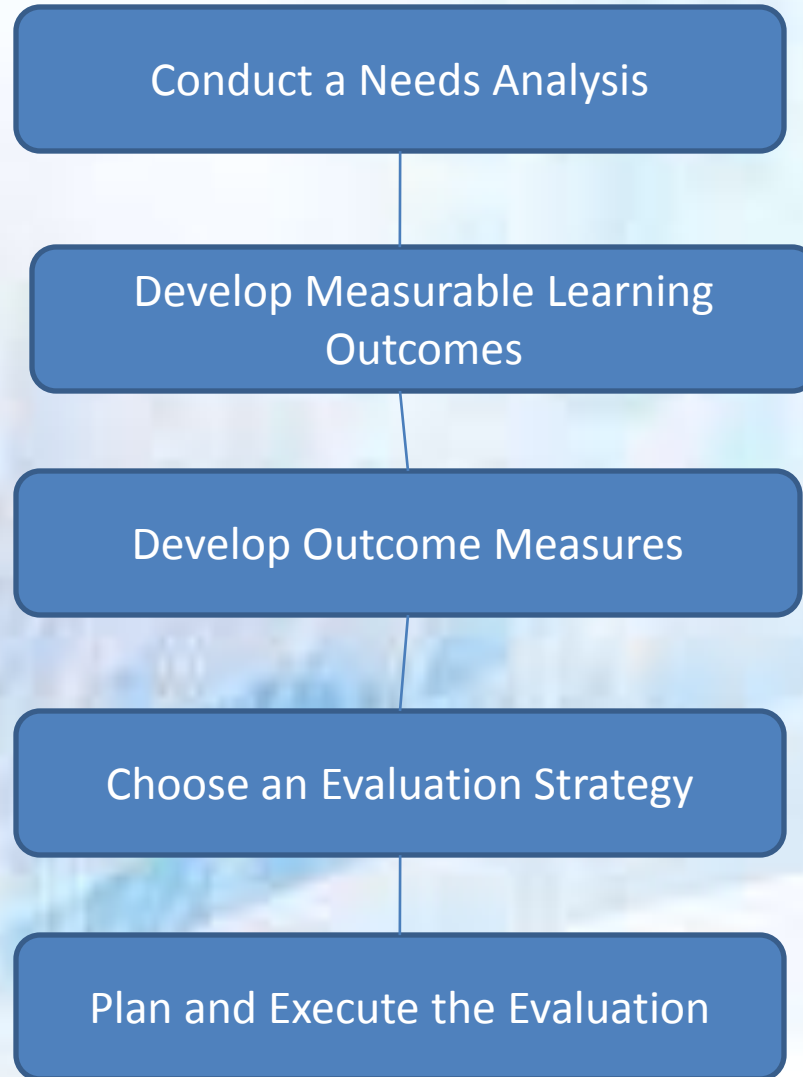 Conduct a Needs Analysis
Develop Measurable Learning
Outcomes
Develop Outcome Measures
Choose an Evaluation Strategy
Plan and Execute the Evaluation